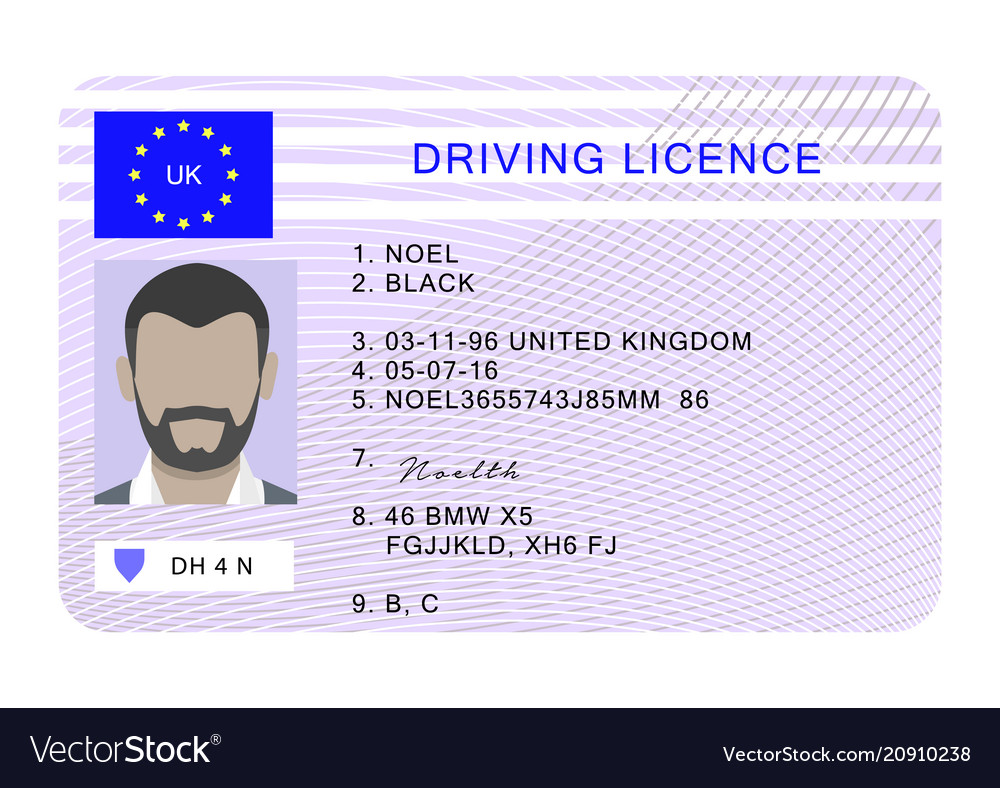 UK
DRIVING LICENCE
1. NOEL
2. BLACK
3. 03-11-96 UNITED KINGDOM
4. 05-07-16
5. NOEL3655743J85MM 86
7. Noelth
8. 46 BMW X5
FGJJKLD, XH6 FJ
DH 4 N
9. B, C
VectorStock®
VectorStock.com/20910238